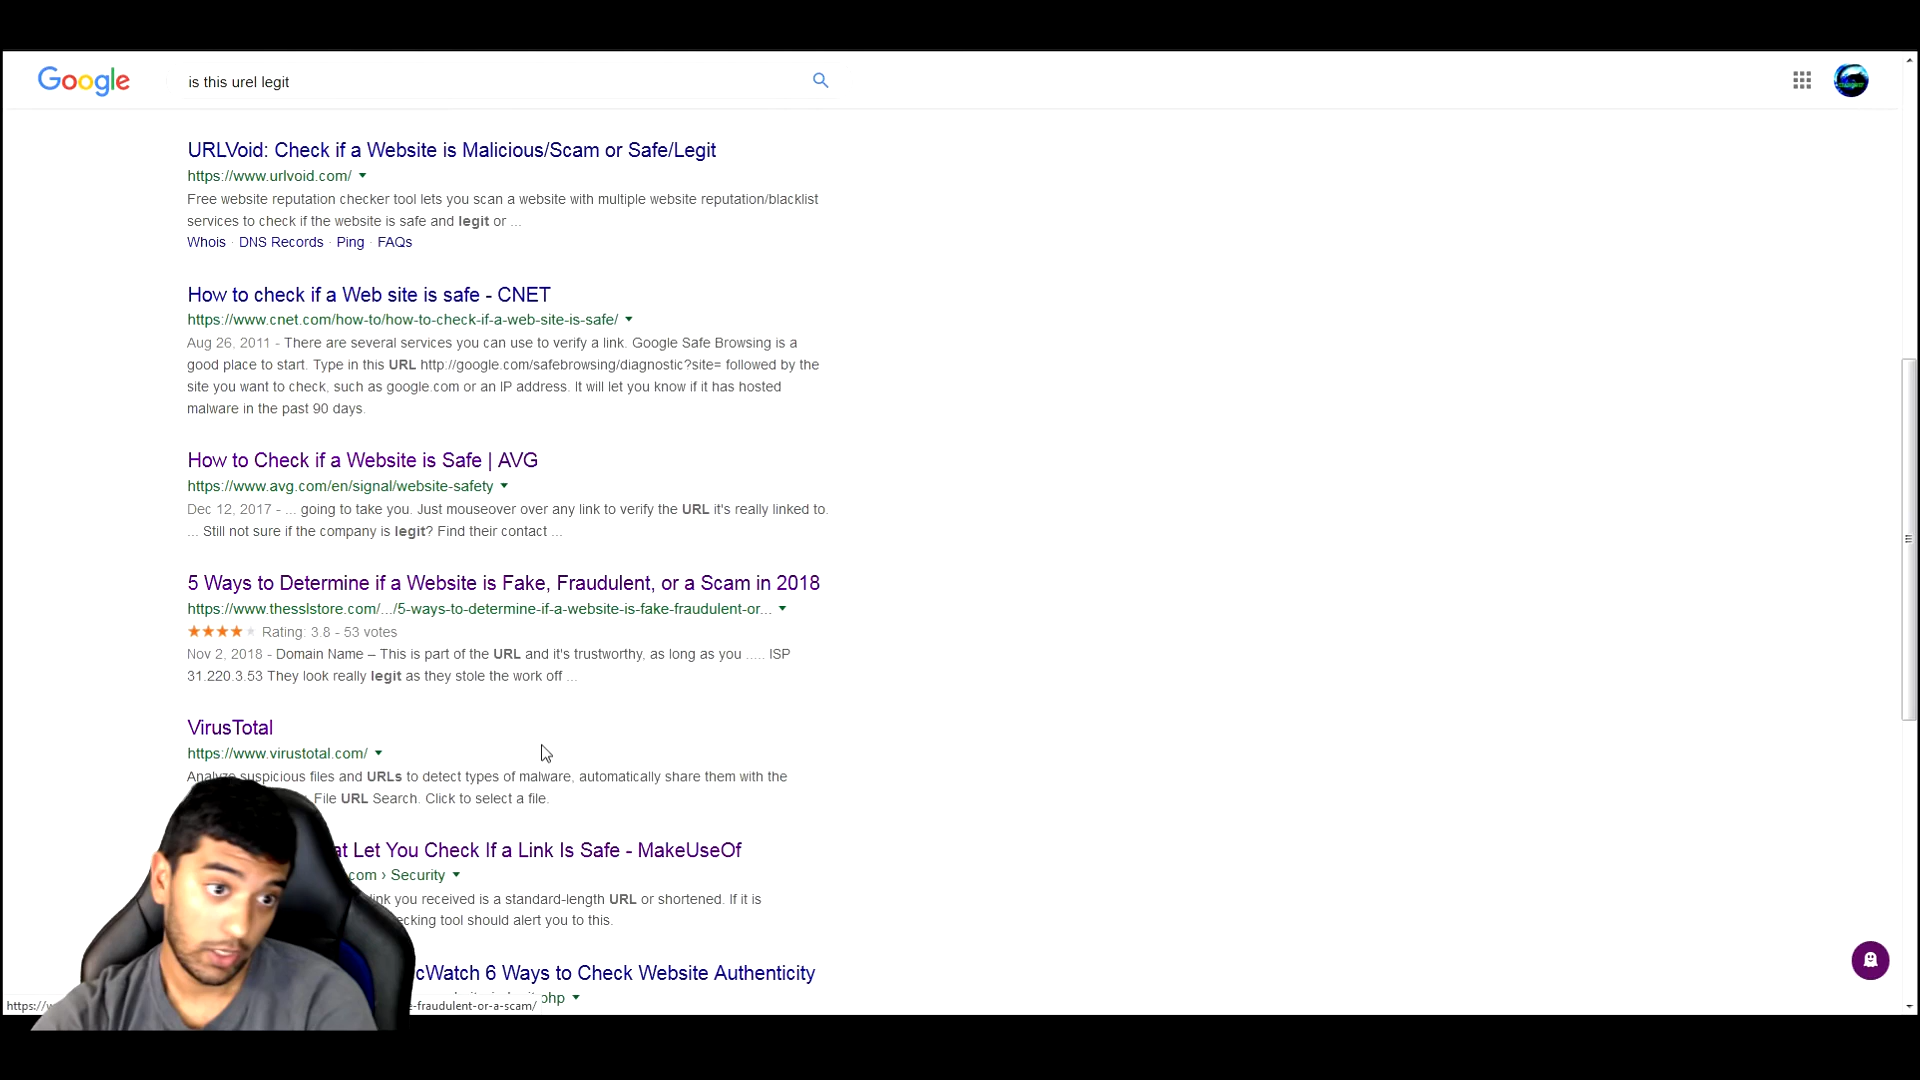 Google
is this urel legit
URLVoid: Check if a Website is Malicious/Scam or Safe/Legit
https://www.urlvoid.com/
Free website reputation checker tool lets you scan a website with multiple website reputation/blacklist
services to check if the website is safe and legit or ...
Whois · DNS Records · Ping · FAQs
How to check if a Web site is safe - CNET
https://www.cnet.com/how-to/how-to-check-if-a-web-site-is-safe/
Aug 26, 2011 - There are several services you can use to verify a link. Google Safe Browsing is a
good place to start. Type in this URL http://google.com/safebrowsing/diagnostic?site= followed by the
site you want to check, such as google.com or an IP address. It will let you know if it has hosted
malware in the past 90 days.
How to Check if a Website is Safe | AVG
https://www.avg.com/en/signal/website-safety
Dec 12, 2017 - ... going to take you. Just mouseover over any link to verify the URL it's really linked to.
... Still not sure if the company is legit? Find their contact ...
5 Ways to Determine if a Website is Fake, Fraudulent, or a Scam in 2018
https://www.thesslstore.com/.../5-ways-to-determine-if-a-website-is-fake-fraudulent-or...
Rating: 3.8 - 53 votes
Nov 2, 2018 - Domain Name – This is part of the URL and it's trustworthy, as long as you ..... ISP
31.220.3.53 They look really legit as they stole the work off ...
VirusTotal
https://www.virustotal.com/
Analyze suspicious files and URLs to detect types of malware, automatically share them with the
File URL Search. Click to select a file.
at Let You Check If a Link Is Safe - MakeUseOf
com › Security
link you received is a standard-length URL or shortened. If it is
ecking tool should alert you to this.
cWatch 6 Ways to Check Website Authenticity
php
https://w
e-fraudulent-or-a-scam/